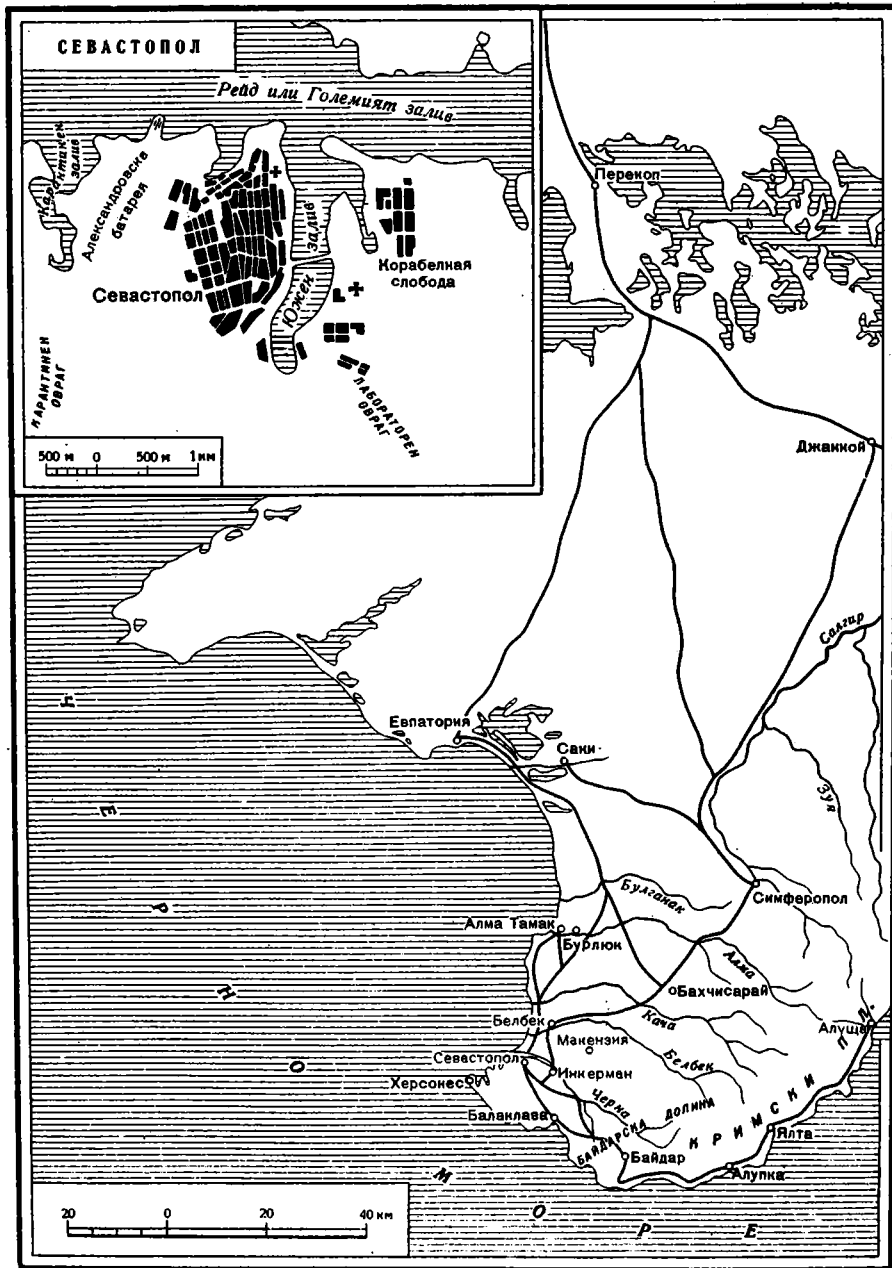 СЕВАСТОПОЛ
Рейд или Големият залив
Карантинен
залив
Александровска
батарея
Севастопол
Южен залив
Корабелная
слобода
КАРАНТИНЕН
ОВРАГ
ЛАБОРАТОРЕН
ОВРАГ
500 м 0 500 м 1 км
Перекоп
Джанкой
Салгир
Евпатория
Саки
Зуя
Симферопол
Булганак
Алма Тамак
Бурлюк
Алма
Бахчисарай
Кача
Белбек
Алуща
Макензия
Севастопол
Белбек
Инкерман
Херсонес
Черна
Балаклава
БАЙДАРСКА ДОЛИНА
КРИМСКИ П-В.
Ялта
Байдар
Алупка
ЧЕРНО МОРЕ
20 0 20 40 км